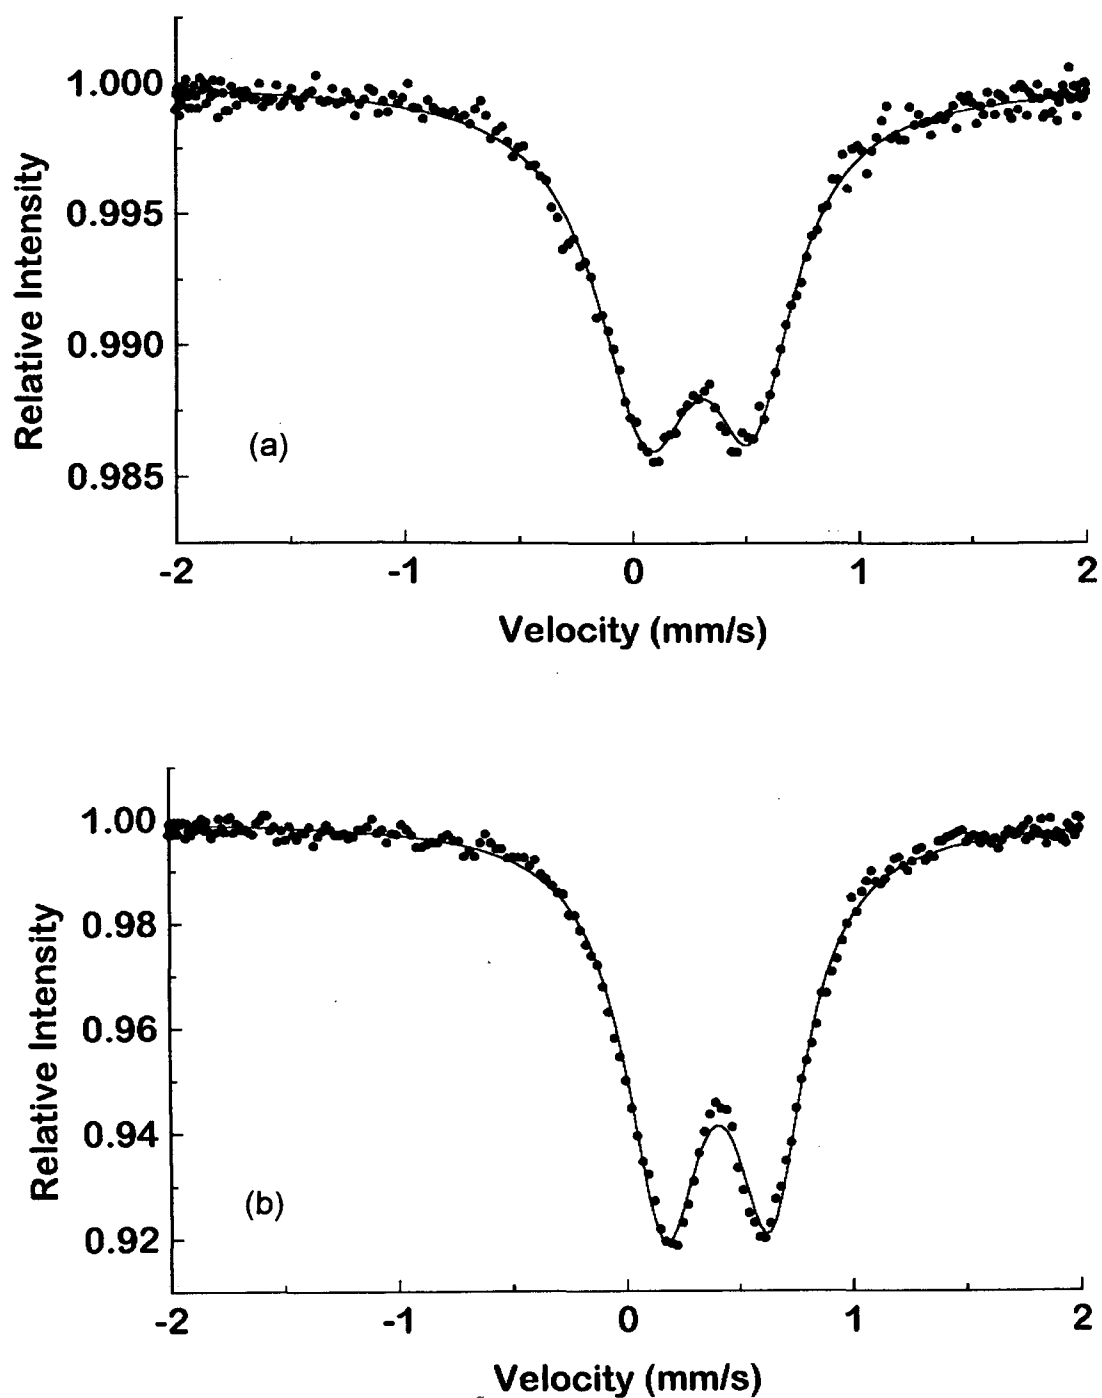 1.000
0.995
0.990
0.985
Relative Intensity
(a)
-2 -1 0 1 2
Velocity (mm/s)
1.00
0.98
0.96
0.94
0.92
Relative Intensity
(b)
-2 -1 0 1 2
Velocity (mm/s)